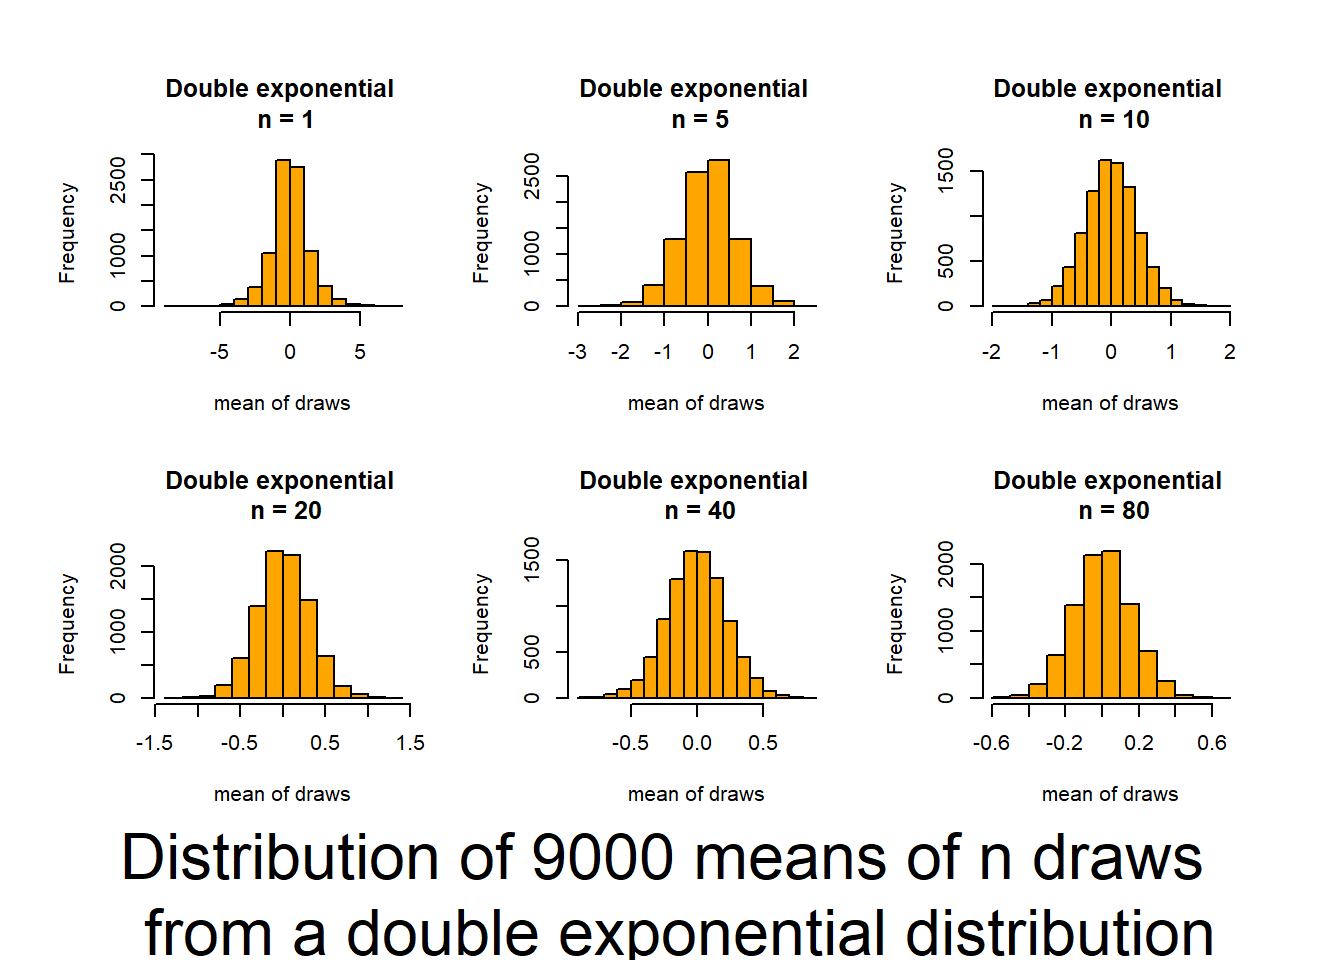 Double exponential
n = 1
Frequency
0
1000
2500
-5 0 5
mean of draws
Double exponential
n = 5
Frequency
0
1000
2500
-3 -2 -1 0 1 2
mean of draws
Double exponential
n = 10
Frequency
0
500
1500
-2 -1 0 1 2
mean of draws
Double exponential
n = 20
Frequency
0
1000
2000
-1.5 -0.5 0.5 1.5
mean of draws
Double exponential
n = 40
Frequency
0
500
1500
-0.5 0.0 0.5
mean of draws
Double exponential
n = 80
Frequency
0
1000
2000
-0.6 -0.2 0.2 0.6
mean of draws
Distribution of 9000 means of n draws
from a double exponential distribution